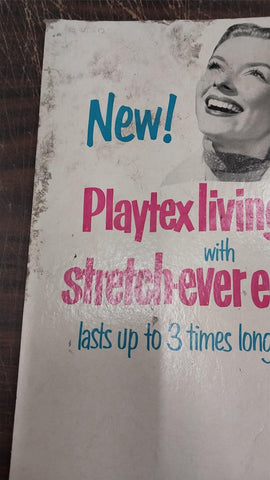 New!
Playtex living
with
stretch-ever e
lasts up to 3 times long